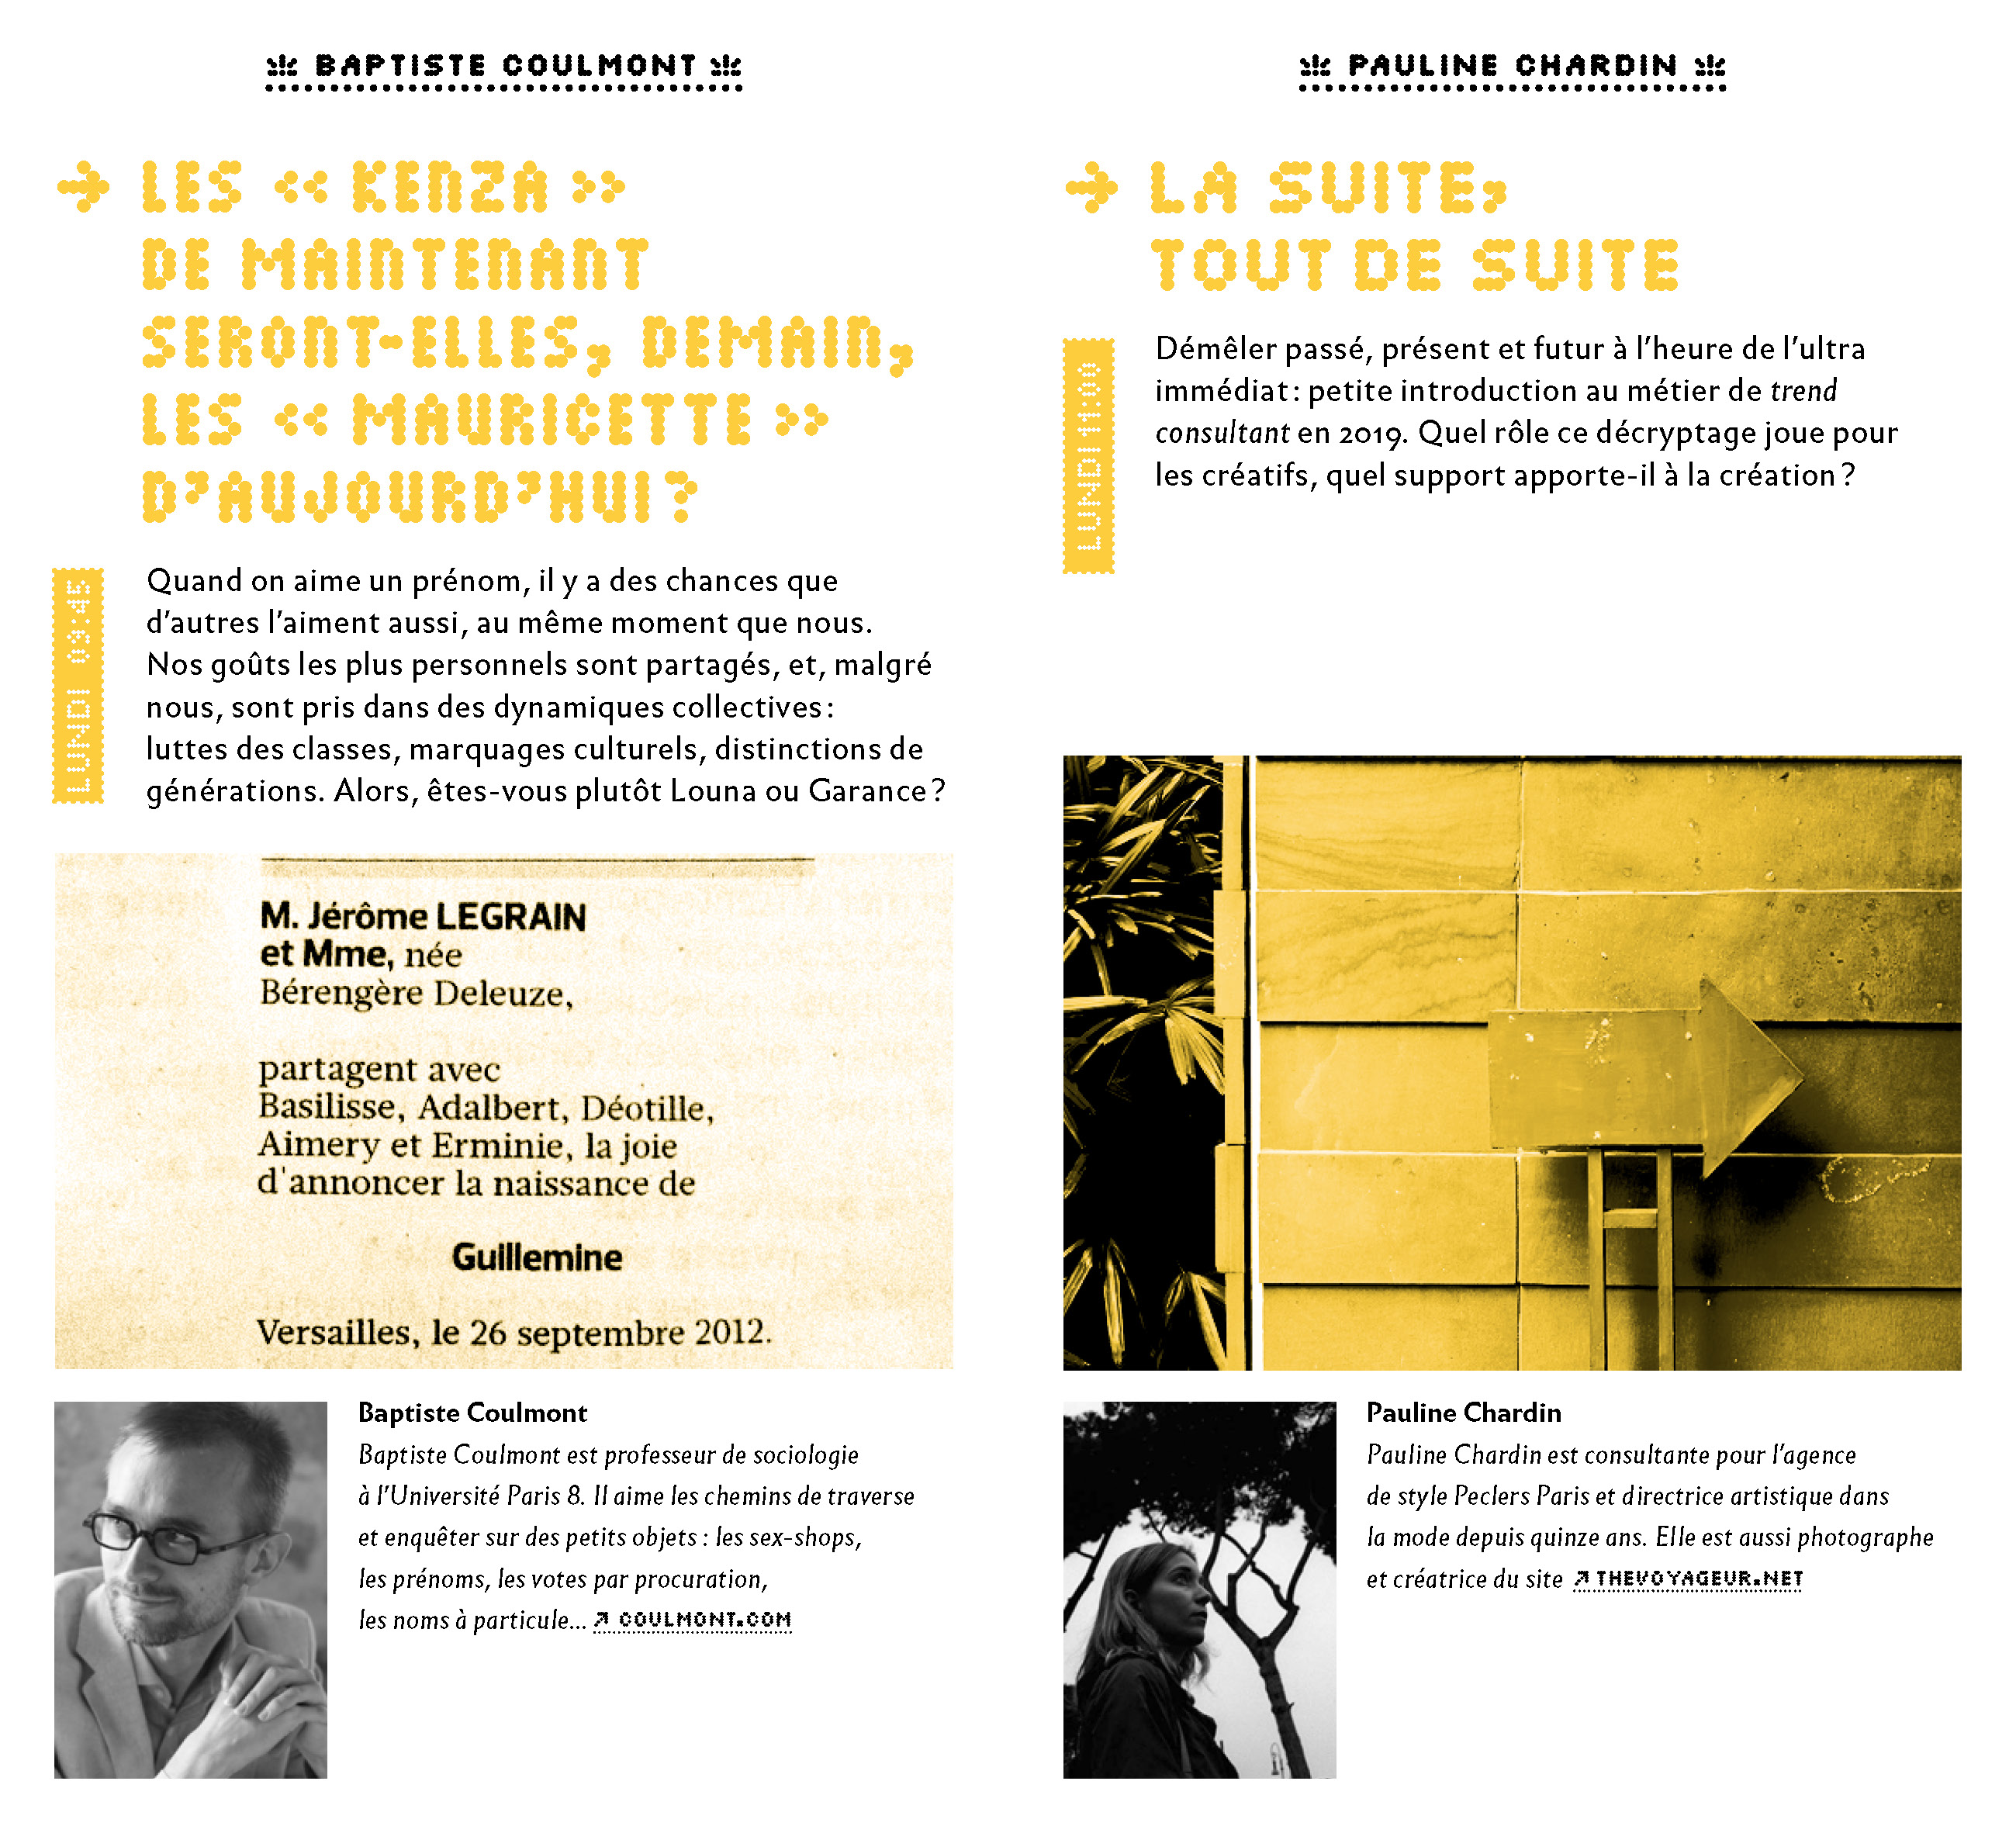 BAPTISTE COULMONT
→ LES « KENZA »
DE MAINTENANT
SERONT-ELLES, DEMAIN,
LES « MAURICETTE »
D’AUJOURD’HUI ?
LUNDI 09:45
Quand on aime un prénom, il y a des chances que
d’autres l’aiment aussi, au même moment que nous.
Nos goûts les plus personnels sont partagés, et, malgré
nous, sont pris dans des dynamiques collectives :
luttes des classes, marquages culturels, distinctions de
générations. Alors, êtes-vous plutôt Louna ou Garance ?
M. Jérôme LEGRAIN
et Mme, née
Bérengère Deleuze,
partagent avec
Basilisse, Adalbert, Déotille,
Aimery et Erminie, la joie
d'annoncer la naissance de
Guillemine
Versailles, le 26 septembre 2012.
Baptiste Coulmont
Baptiste Coulmont est professeur de sociologie
à l’Université Paris 8. Il aime les chemins de traverse
et enquêter sur des petits objets : les sex-shops,
les prénoms, les votes par procuration,
les noms à particule... ↗ COULMONT.COM
PAULINE CHARDIN
→ LA SUITE,
TOUT DE SUITE
LUNDI 11:00
Démêler passé, présent et futur à l’heure de l’ultra
immédiat : petite introduction au métier de trend
consultant en 2019. Quel rôle ce décryptage joue pour
les créatifs, quel support apporte-il à la création ?
Pauline Chardin
Pauline Chardin est consultante pour l’agence
de style Peclers Paris et directrice artistique dans
la mode depuis quinze ans. Elle est aussi photographe
et créatrice du site ↗ THEVOYAGEUR.NET